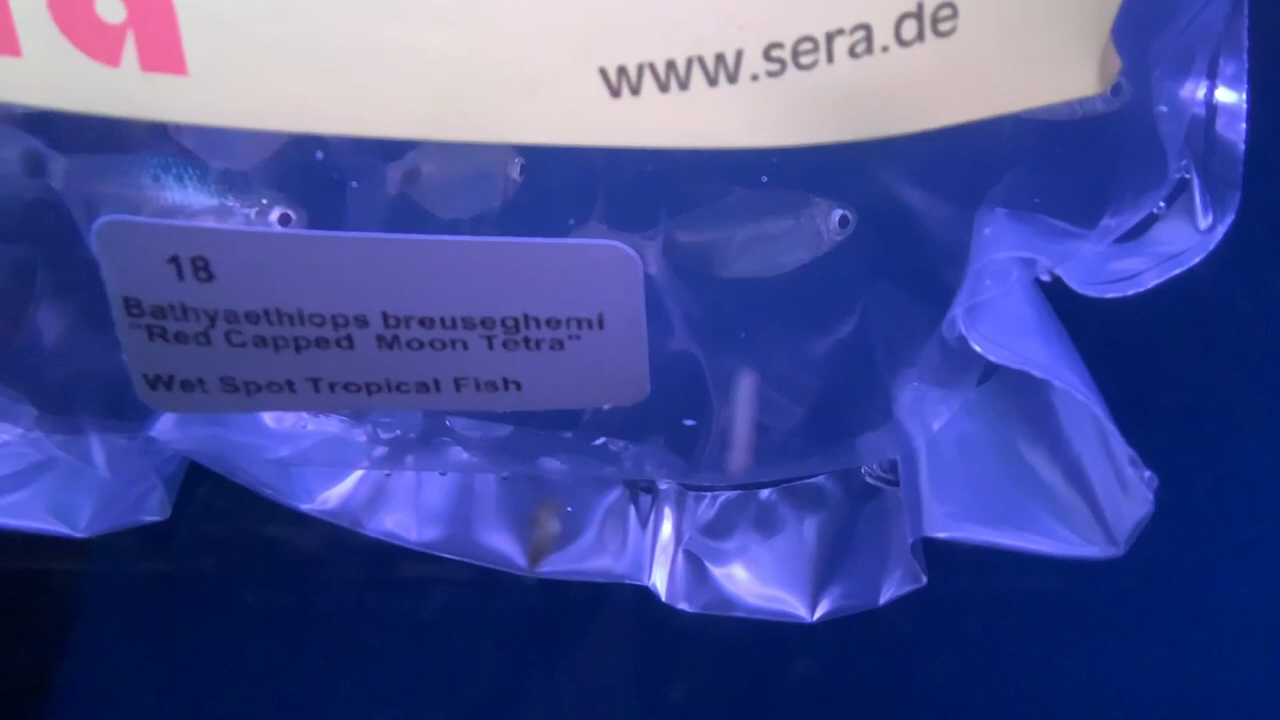 www.sera.de
18
Bathyaethiops breuseghemi
"Red Capped Moon Tetra"
Wet Spot Tropical Fish